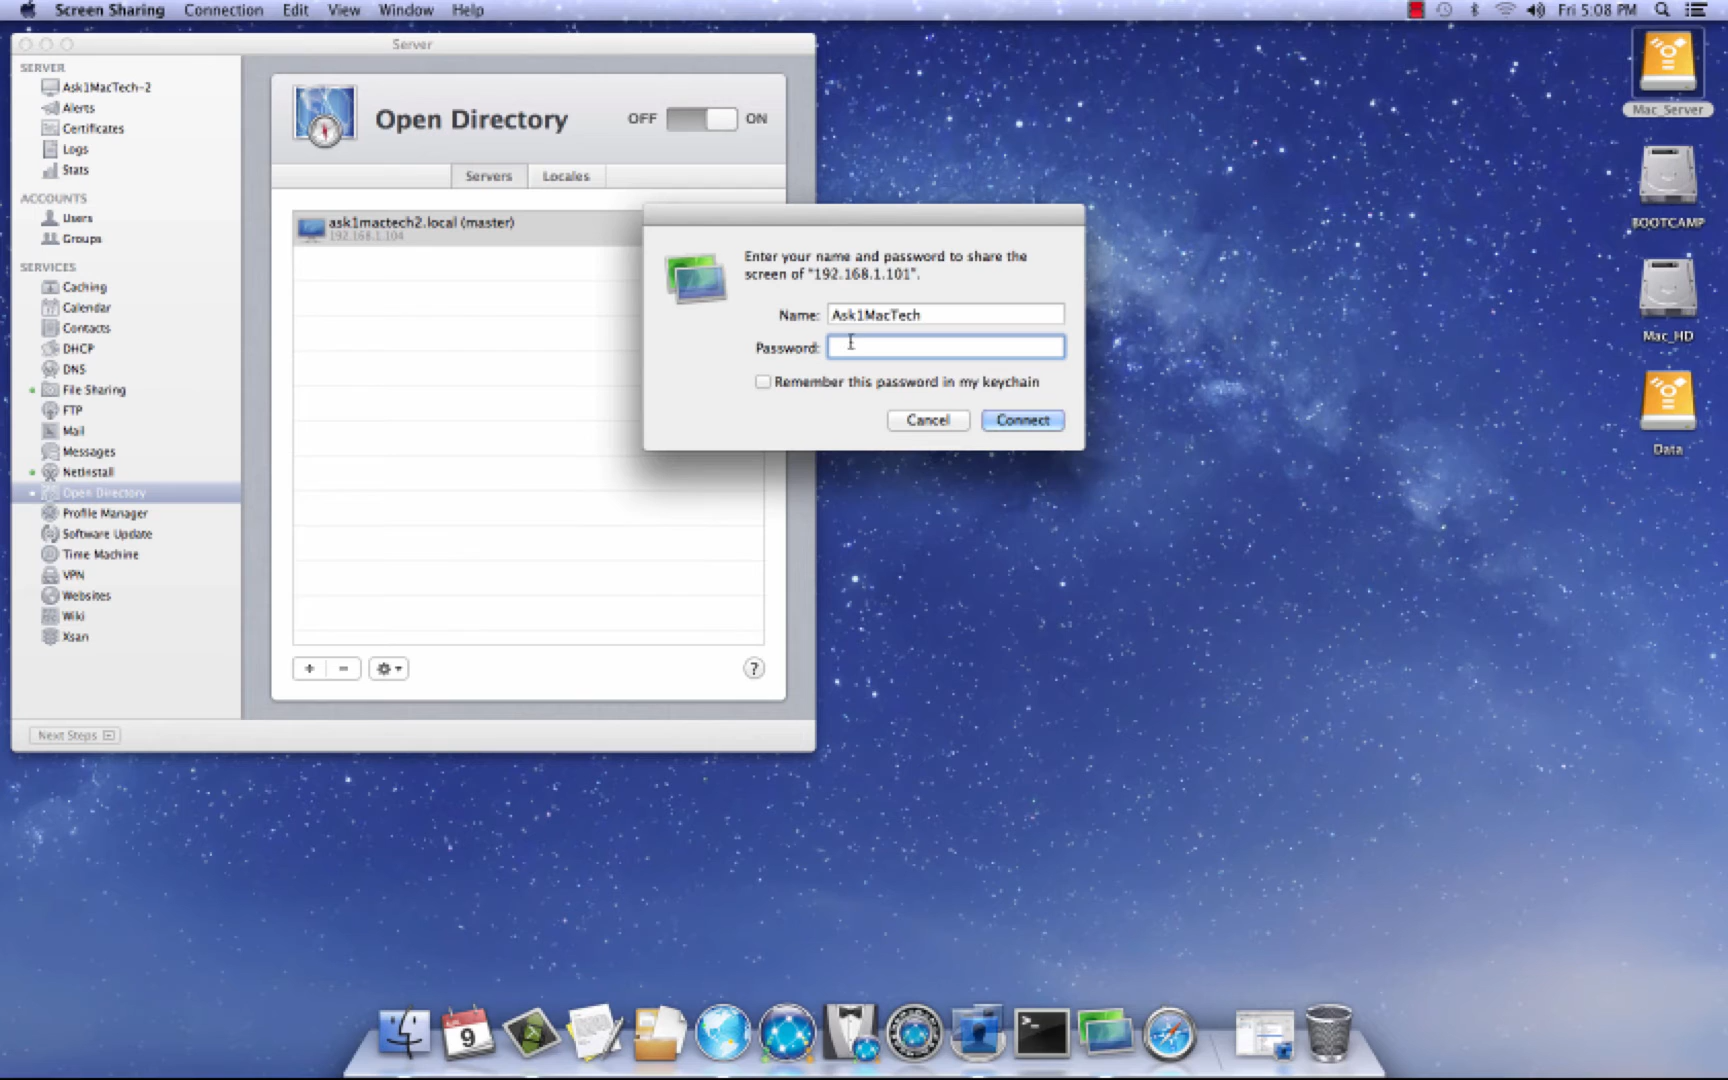 Screen Sharing Connection Edit View Window Help
Fri 5:08 PM
Server
SERVER
Ask1MacTech-2
Alerts
Certificates
Logs
Stats
ACCOUNTS
Users
Groups
SERVICES
Caching
Calendar
Contacts
DHCP
DNS
File Sharing
FTP
Mail
Messages
NetInstall
Open Directory
Profile Manager
Software Update
Time Machine
VPN
Websites
Wiki
Xsan
Next Steps
Open Directory
OFF ON
Servers Locales
ask1mactech2.local (master)
192.168.1.104
+ − ?
Enter your name and password to share the
screen of "192.168.1.101".
Name: Ask1MacTech
Password:
Remember this password in my keychain
Cancel Connect
Mac_Server
BOOTCAMP
Mac_HD
Data
9